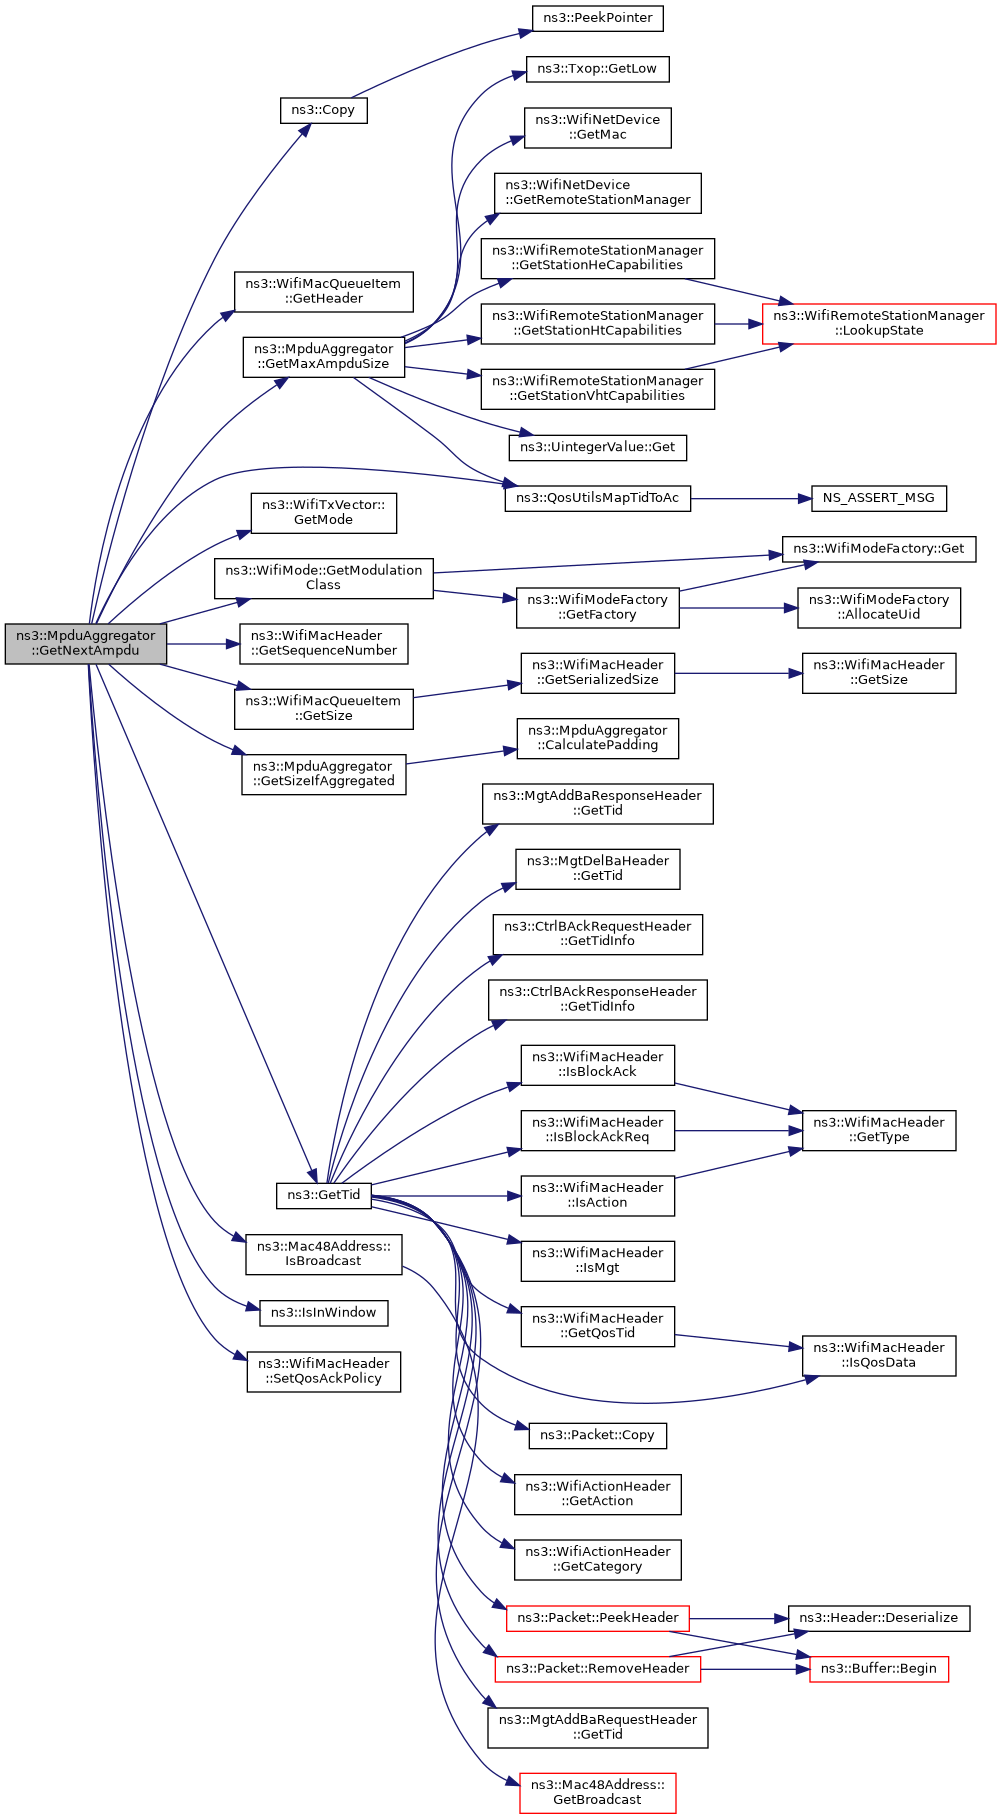 ns3::PeekPointer
ns3::Txop::GetLow
ns3::Copy
ns3::WifiNetDevice
::GetMac
ns3::WifiNetDevice
::GetRemoteStationManager
ns3::WifiRemoteStationManager
::GetStationHeCapabilities
ns3::WifiMacQueueItem
::GetHeader
ns3::WifiRemoteStationManager
::GetStationHtCapabilities
ns3::WifiRemoteStationManager
::LookupState
ns3::MpduAggregator
::GetMaxAmpduSize
ns3::WifiRemoteStationManager
::GetStationVhtCapabilities
ns3::UintegerValue::Get
ns3::QosUtilsMapTidToAc
NS_ASSERT_MSG
ns3::WifiTxVector::
GetMode
ns3::WifiModeFactory::Get
ns3::WifiMode::GetModulation
Class
ns3::WifiModeFactory
::GetFactory
ns3::WifiModeFactory
::AllocateUid
ns3::MpduAggregator
::GetNextAmpdu
ns3::WifiMacHeader
::GetSequenceNumber
ns3::WifiMacHeader
::GetSerializedSize
ns3::WifiMacHeader
::GetSize
ns3::WifiMacQueueItem
::GetSize
ns3::MpduAggregator
::CalculatePadding
ns3::MpduAggregator
::GetSizeIfAggregated
ns3::MgtAddBaResponseHeader
::GetTid
ns3::MgtDelBaHeader
::GetTid
ns3::CtrlBAckRequestHeader
::GetTidInfo
ns3::CtrlBAckResponseHeader
::GetTidInfo
ns3::WifiMacHeader
::IsBlockAck
ns3::WifiMacHeader
::IsBlockAckReq
ns3::WifiMacHeader
::GetType
ns3::GetTid
ns3::WifiMacHeader
::IsAction
ns3::Mac48Address::
IsBroadcast
ns3::WifiMacHeader
::IsMgt
ns3::IsInWindow
ns3::WifiMacHeader
::GetQosTid
ns3::WifiMacHeader
::IsQosData
ns3::WifiMacHeader
::SetQosAckPolicy
ns3::Packet::Copy
ns3::WifiActionHeader
::GetAction
ns3::WifiActionHeader
::GetCategory
ns3::Packet::PeekHeader
ns3::Header::Deserialize
ns3::Packet::RemoveHeader
ns3::Buffer::Begin
ns3::MgtAddBaRequestHeader
::GetTid
ns3::Mac48Address::
GetBroadcast